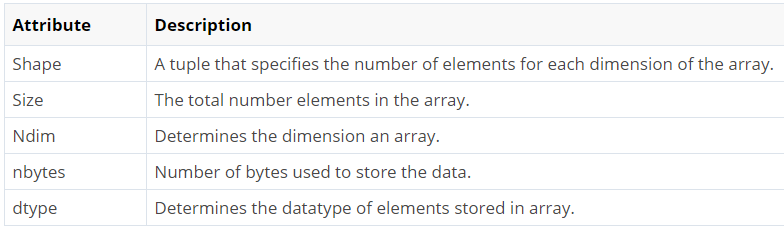 Attribute Description
Shape A tuple that specifies the number of elements for each dimension of the array.
Size The total number elements in the array.
Ndim Determines the dimension an array.
nbytes Number of bytes used to store the data.
dtype Determines the datatype of elements stored in array.